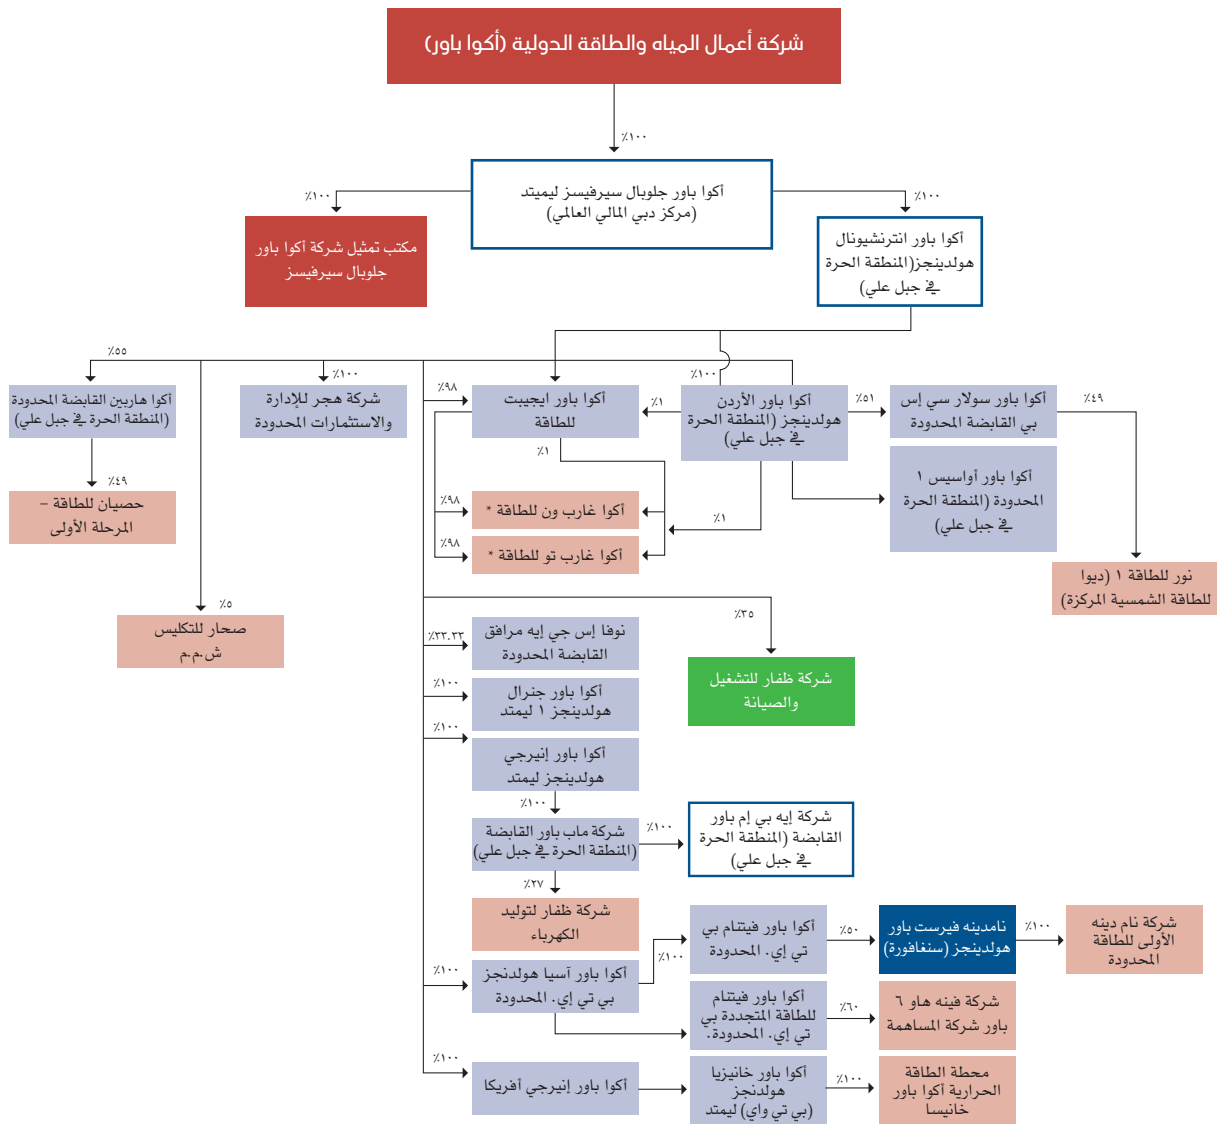 شركة أعمال المياه والطاقة الدولية (أكوا باور)
٪١٠٠
أكوا باور جلوبال سيرفيسز ليميتد
(مركز دبي المالي العالمي)
٪١٠٠
٪١٠٠
أكوا باور انترنشيونال
هولدينجز(المنطقة الحرة
في جبل علي)
مكتب تمثيل شركة أكوا باور
جلوبال سيرفيسز
٪٥٥
٪١٠٠
٪٩٨
٪١٠٠
٪١
٪٥١
٪٤٩
أكوا باور سولار سي إس
بي القابضة المحدودة
أكوا باور الأردن
هولدينجز (المنطقة الحرة
في جبل علي)
أكوا باور ايجيبت
للطاقة
شركة هجر للإدارة
والاستثمارات المحدودة
أكوا هاربين القابضة المحدودة
(المنطقة الحرة في جبل علي)
٪١
٪٤٩
أكوا باور أواسيس ١
المحدودة (المنطقة الحرة
في جبل علي)
٪٩٨
أكوا غارب ون للطاقة *
٪١
حصيان للطاقة –
المرحلة الأولى
٪٩٨
أكوا غارب تو للطاقة *
نور للطاقة ١ (ديوا
للطاقة الشمسية المركزة)
٪٥
٪٣٥
صحار للتكليس
ش.م.م
٪٣٣.٣٣
نوفا إس جي إيه مرافق
القابضة المحدودة
شركة ظفار للتشغيل
والصيانة
٪١٠٠
أكوا باور جنرال
هولدينجز ١ ليمتد
٪١٠٠
أكوا باور إنيرجي
هولدينجز ليمتد
٪١٠٠
شركة ماب باور القابضة
(المنطقة الحرة في جبل علي)
٪١٠٠
شركة إيه بي إم باور
القابضة (المنطقة الحرة
في جبل علي)
٪٢٧
شركة ظفار لتوليد
الكهرباء
٪١٠٠
أكوا باور آسيا هولدنجز
بي تي إي. المحدودة
٪١٠٠
أكوا باور فيتنام بي
تي إي. المحدودة
٪٥٠
نامدينه فيرست باور
هولدينجز (سنغافورة)
٪١٠٠
شركة نام دينه
الأولى للطاقة
المحدودة
أكوا باور فيتنام
للطاقة المتجددة بي
تي إي. المحدودة.
٪٦٠
شركة فينه هاو ٦
باور شركة المساهمة
٪١٠٠
أكوا باور إنيرجي أفريكا
أكوا باور خانيزيا
هولدنجز
(بي تي واي) ليمتد
٪١٠٠
محطة الطاقة
الحرارية أكوا باور
خانيسا